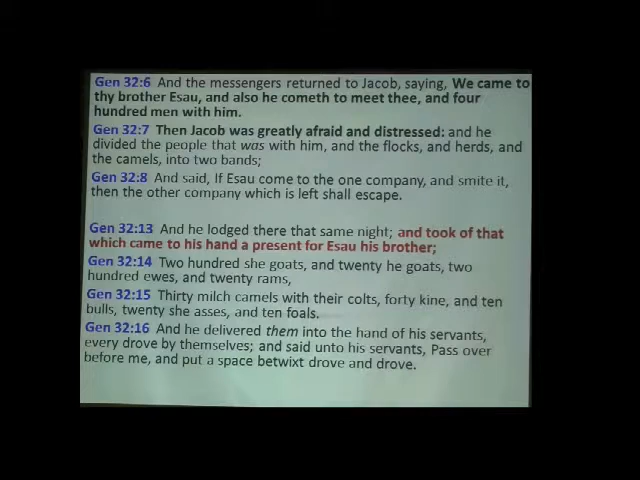 Gen 32:6 And the messengers returned to Jacob, saying, We came to
thy brother Esau, and also he cometh to meet thee, and four
hundred men with him.
Gen 32:7 Then Jacob was greatly afraid and distressed: and he
divided the people that was with him, and the flocks, and herds, and
the camels, into two bands;
Gen 32:8 And said, If Esau come to the one company, and smite it,
then the other company which is left shall escape.
Gen 32:13 And he lodged there that same night; and took of that
which came to his hand a present for Esau his brother;
Gen 32:14 Two hundred she goats, and twenty he goats, two
hundred ewes, and twenty rams,
Gen 32:15 Thirty milch camels with their colts, forty kine, and ten
bulls, twenty she asses, and ten foals.
Gen 32:16 And he delivered them into the hand of his servants,
every drove by themselves; and said unto his servants, Pass over
before me, and put a space betwixt drove and drove.